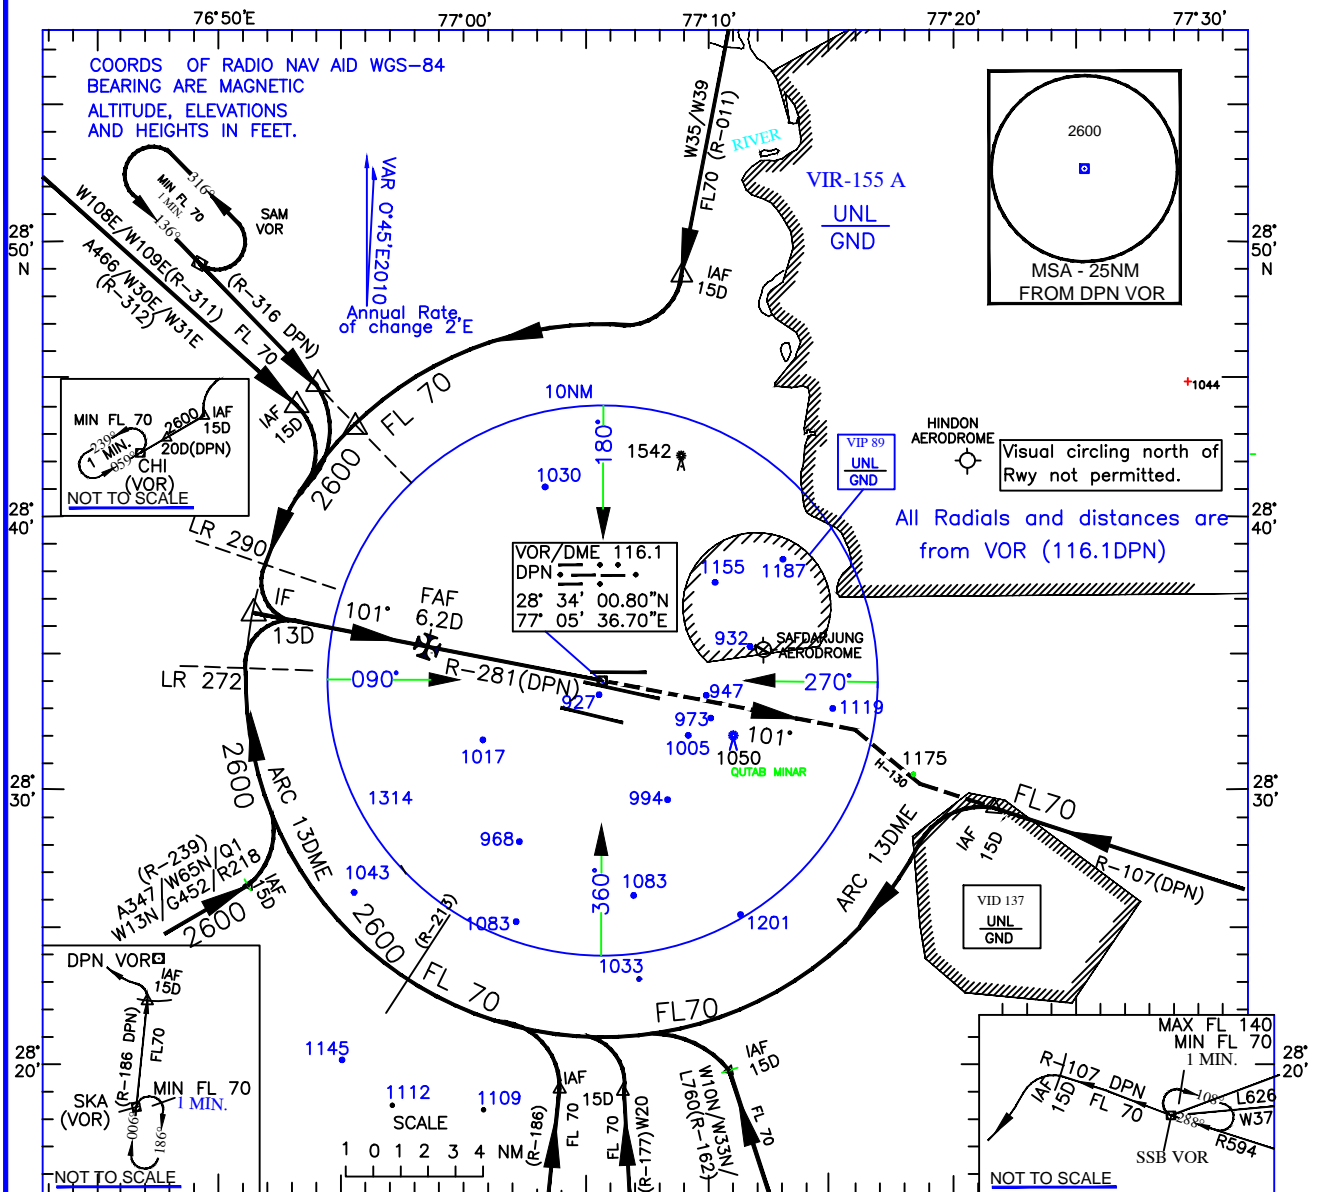 76°50'E 77°00' 77°10' 77°20' 77°30'
COORDS OF RADIO NAV AID WGS-84
BEARING ARE MAGNETIC
ALTITUDE, ELEVATIONS
AND HEIGHTS IN FEET.
316°
MIN FL 70
1 MIN.
136°
SAM
VOR
W108E/W109E(R-311) FL 70
A466/W30E/W31E
(R-312)
(R-316 DPN)
IAF
15D
VAR 0°45'E2010
Annual Rate
of change 2'E
W35/W39
FL70 (R-011)
IAF
15D
RIVER
VIR-155 A
UNL
GND
2600
MSA - 25NM
FROM DPN VOR
28°
50'
N
28°
50'
N
1044
MIN FL 70
2600
IAF
15D
20D(DPN)
239°
1 MIN.
059°
CHI
(VOR)
NOT TO SCALE
FL 70
2600
10NM
180°
1542
1030
VIP 89
UNL
GND
HINDON
AERODROME
Visual circling north of
Rwy not permitted.
All Radials and distances are
from VOR (116.1DPN)
28°
40'
28°
40'
LR 290
VOR/DME 116.1
DPN
28° 34' 00.80"N
77° 05' 36.70"E
1155
1187
932
SAFDARJUNG
AERODROME
IF
13D
101°
FAF
6.2D
R-281(DPN)
LR 272
090°
270°
927
947
973
1005
1119
101°
1050
QUTAB MINAR
1175
H-130
1017
1314
994
968
2600
ARC 13DME
28°
30'
28°
30'
FL70
R-107(DPN)
IAF
15D
ARC 13DME
(R-239)
A347/W65N/Q1
W13N/G452/R218
2600
IAF
15D
1043
1083
360°
1083
1201
1033
(R-215)
2600
FL 70
FL70
VID 137
UNL
GND
DPN VOR
IAF
15D
(R-186 DPN)
FL70
SKA
(VOR)
MIN FL 70
1 MIN.
006°
186°
NOT TO SCALE
28°
20'
28°
20'
1145
1112
1109
SCALE
1 0 1 2 3 4 NM
IAF
15D
(R-186)
FL 70
FL 70
(R-177)W20
W10N/W33N/
L760(R-162)
FL 70
IAF
15D
MAX FL 140
MIN FL 70
1 MIN.
R-107 DPN
FL 70
IAF
15D
108°
288°
L626
W37
R594
SSB VOR
NOT TO SCALE